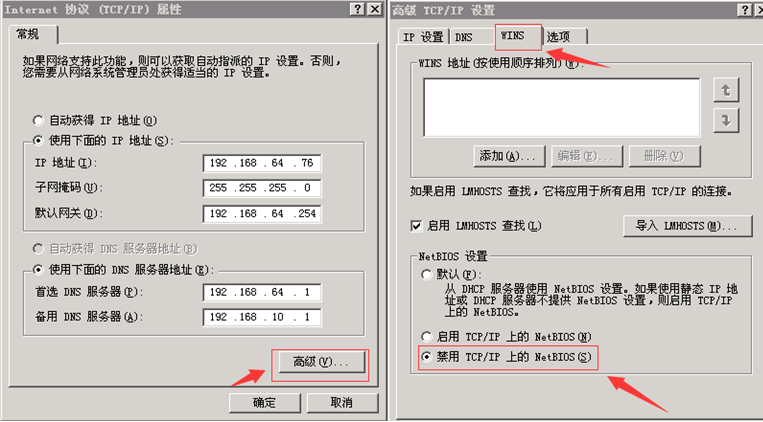 Internet 协议 (TCP/IP) 属性
常规
如果网络支持此功能,则可以获取自动指派的 IP 设置。否则,
您需要从网络系统管理员处获得适当的 IP 设置。
自动获得 IP 地址(O)
使用下面的 IP 地址(S):
IP 地址(I): 192 .168 .64 .76
子网掩码(U): 255 .255 .255 .0
默认网关(D): 192 .168 .64 .254
自动获得 DNS 服务器地址(B)
使用下面的 DNS 服务器地址(E):
首选 DNS 服务器(P): 192 .168 .64 .1
备用 DNS 服务器(A): 192 .168 .10 .1
高级(V)...
确定 取消
高级 TCP/IP 设置
IP 设置 DNS WINS 选项
WINS 地址(按使用顺序排列)(W):
添加(A)... 编辑(E)... 删除(V)
如果启用 LMHOSTS 查找,它将应用于所有启用 TCP/IP 的连接。
启用 LMHOSTS 查找(L) 导入 LMHOSTS(M)...
NetBIOS 设置
默认(F):
从 DHCP 服务器使用 NetBIOS 设置。如果使用静态 IP 地
址或 DHCP 服务器不提供 NetBIOS 设置,则启用 TCP/IP
上的 NetBIOS。
启用 TCP/IP 上的 NetBIOS(N)
禁用 TCP/IP 上的 NetBIOS(S)